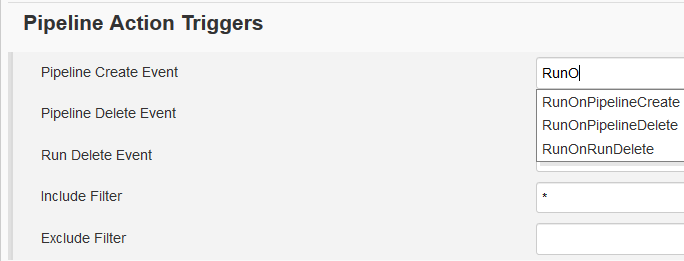 Pipeline Action Triggers
Pipeline Create Event
RunO
RunOnPipelineCreate
Pipeline Delete Event
RunOnPipelineDelete
Run Delete Event
RunOnRunDelete
Include Filter
*
Exclude Filter